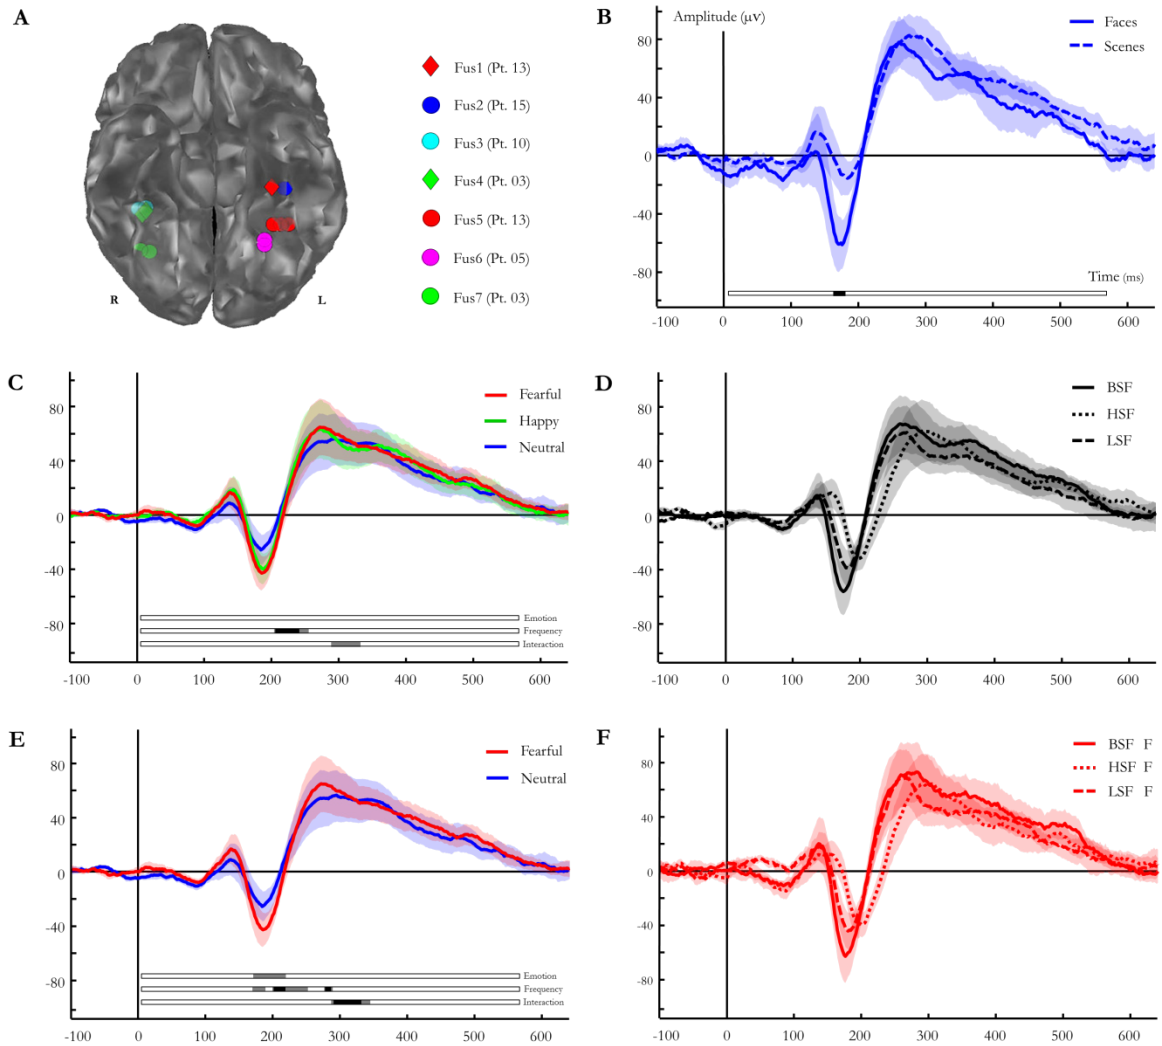 A
Fus1 (Pt. 13)
Fus2 (Pt. 15)
Fus3 (Pt. 10)
Fus4 (Pt. 03)
Fus5 (Pt. 13)
Fus6 (Pt. 05)
Fus7 (Pt. 03)
R
L
B
Amplitude (μv)
Faces
Scenes
80
40
0
-40
-80
Time (ms)
-100 0 100 200 300 400 500 600
C
Fearful
Happy
Neutral
80
40
0
-40
-80
Emotion
Frequency
Interaction
-100 0 100 200 300 400 500 600
D
BSF
HSF
LSF
80
40
0
-40
-80
-100 0 100 200 300 400 500 600
E
Fearful
Neutral
80
40
0
-40
-80
Emotion
Frequency
Interaction
-100 0 100 200 300 400 500 600
F
BSF F
HSF F
LSF F
80
40
0
-40
-80
-100 0 100 200 300 400 500 600